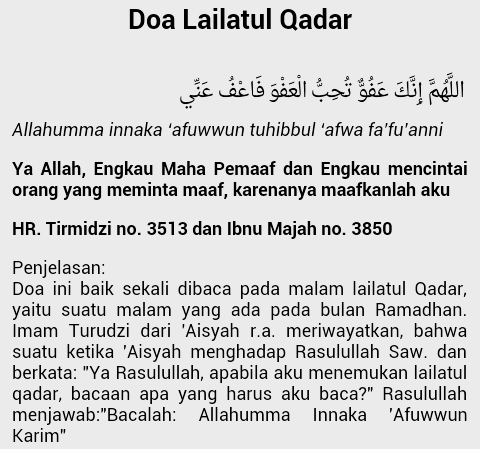 Doa Lailatul Qadar
اللَّهُمَّ إِنَّكَ عَفُوٌّ تُحِبُّ الْعَفْوَ فَاعْفُ عَنِّي
Allahumma innaka ‘afuwwun tuhibbul ‘afwa fa’fu’anni
Ya Allah, Engkau Maha Pemaaf dan Engkau mencintai
orang yang meminta maaf, karenanya maafkanlah aku
HR. Tirmidzi no. 3513 dan Ibnu Majah no. 3850
Penjelasan:
Doa ini baik sekali dibaca pada malam lailatul Qadar,
yaitu suatu malam yang ada pada bulan Ramadhan.
Imam Turudzi dari 'Aisyah r.a. meriwayatkan, bahwa
suatu ketika 'Aisyah menghadap Rasulullah Saw. dan
berkata: "Ya Rasulullah, apabila aku menemukan lailatul
qadar, bacaan apa yang harus aku baca?" Rasulullah
menjawab:"Bacalah: Allahumma Innaka 'Afuwwun
Karim"